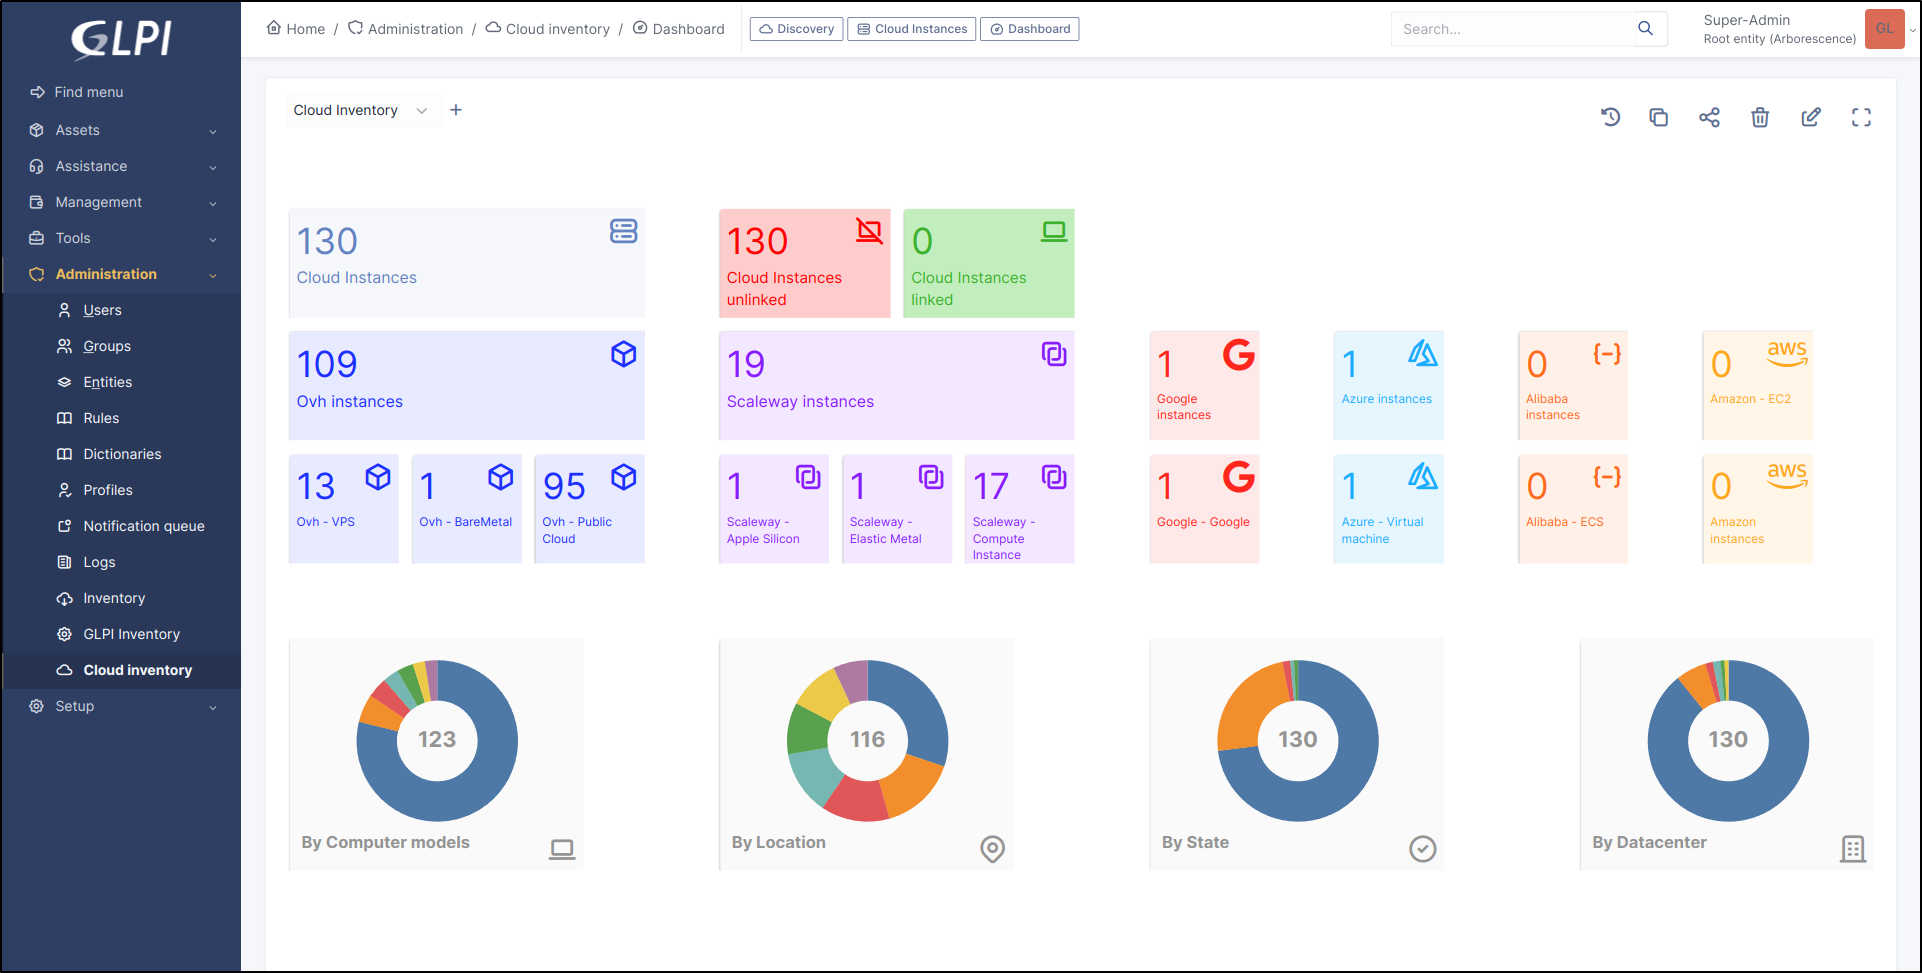 GLPI
Find menu
Assets
Assistance
Management
Tools
Administration
Users
Groups
Entities
Rules
Dictionaries
Profiles
Notification queue
Logs
Inventory
GLPI Inventory
Cloud inventory
Setup
Home / Administration / Cloud inventory / Dashboard
Discovery
Cloud Instances
Dashboard
Search...
Super-Admin
Root entity (Arborescence)
GL
Cloud Inventory
130
Cloud Instances
130
Cloud Instances
unlinked
0
Cloud Instances
linked
109
Ovh instances
19
Scaleway instances
1
Google
instances
1
Azure instances
0
Alibaba
instances
0
aws
Amazon - EC2
13
Ovh - VPS
1
Ovh - BareMetal
95
Ovh - Public
Cloud
1
Scaleway -
Apple Silicon
1
Scaleway -
Elastic Metal
17
Scaleway -
Compute
Instance
1
Google - Google
1
Azure - Virtual
machine
0
Alibaba - ECS
0
aws
Amazon
instances
123
By Computer models
116
By Location
130
By State
130
By Datacenter